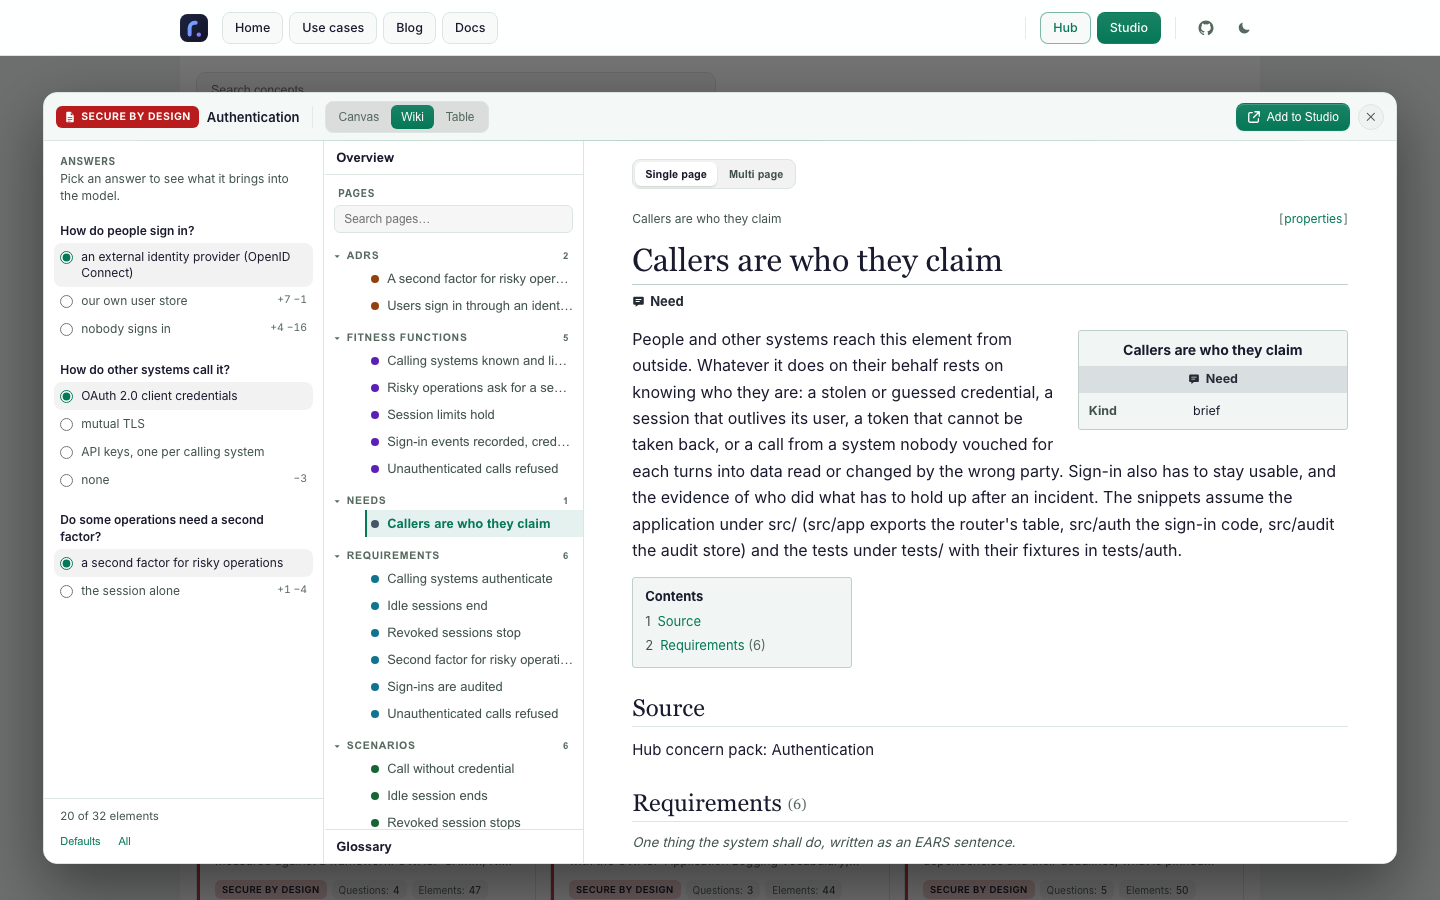 Home
Use cases
Blog
Docs
Hub
Studio
Search concepts
SECURE BY DESIGN
Authentication
Canvas
Wiki
Table
Add to Studio
ANSWERS
Pick an answer to see what it brings into
the model.
How do people sign in?
an external identity provider (OpenID
Connect)
our own user store
+7 −1
nobody signs in
+4 −16
How do other systems call it?
OAuth 2.0 client credentials
mutual TLS
API keys, one per calling system
none
−3
Do some operations need a second
factor?
a second factor for risky operations
the session alone
+1 −4
20 of 32 elements
Defaults
All
Overview
PAGES
Search pages...
ADRS
2
A second factor for risky oper...
Users sign in through an ident...
FITNESS FUNCTIONS
5
Calling systems known and li...
Risky operations ask for a se...
Session limits hold
Sign-in events recorded, cred...
Unauthenticated calls refused
NEEDS
1
Callers are who they claim
REQUIREMENTS
6
Calling systems authenticate
Idle sessions end
Revoked sessions stop
Second factor for risky operati...
Sign-ins are audited
Unauthenticated calls refused
SCENARIOS
6
Call without credential
Idle session ends
Revoked session stops
Glossary
Single page
Multi page
Callers are who they claim
[properties]
Callers are who they claim
Need
People and other systems reach this element from
outside. Whatever it does on their behalf rests on
knowing who they are: a stolen or guessed credential, a
session that outlives its user, a token that cannot be
taken back, or a call from a system nobody vouched for
each turns into data read or changed by the wrong party. Sign-in also has to stay usable, and
the evidence of who did what has to hold up after an incident. The snippets assume the
application under src/ (src/app exports the router's table, src/auth the sign-in code, src/audit
the audit store) and the tests under tests/ with their fixtures in tests/auth.
Callers are who they claim
Need
Kind
brief
Contents
1 Source
2 Requirements (6)
Source
Hub concern pack: Authentication
Requirements (6)
One thing the system shall do, written as an EARS sentence.
SECURE BY DESIGN
Questions: 4
Elements: 47
SECURE BY DESIGN
Questions: 3
Elements: 44
SECURE BY DESIGN
Questions: 5
Elements: 50